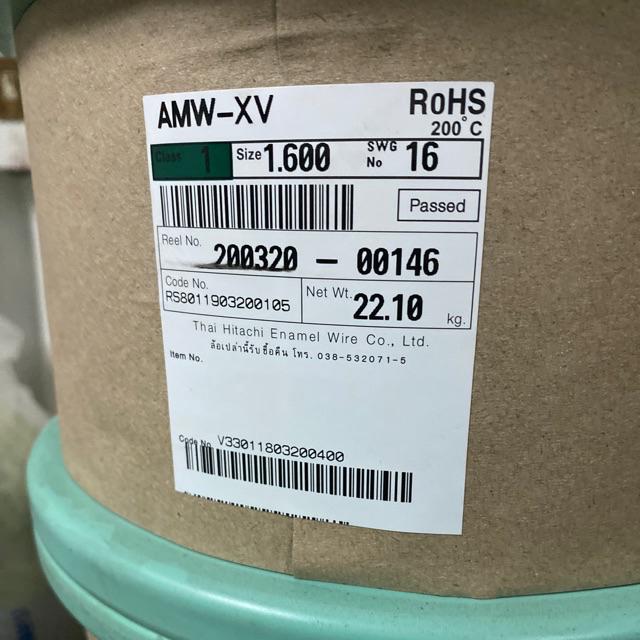 AMW-XV RoHS
200°C
Class 1 Size 1.600 SWG No 16
Passed
Reel No. 200320 - 00146
Code No. RS8011903200105
Net Wt. 22.10 kg.
Thai Hitachi Enamel Wire Co., Ltd.
ล้อเปล่านี้รับซื้อคืน โทร. 038-532071-5
Item No.
Code No. V33011803200400